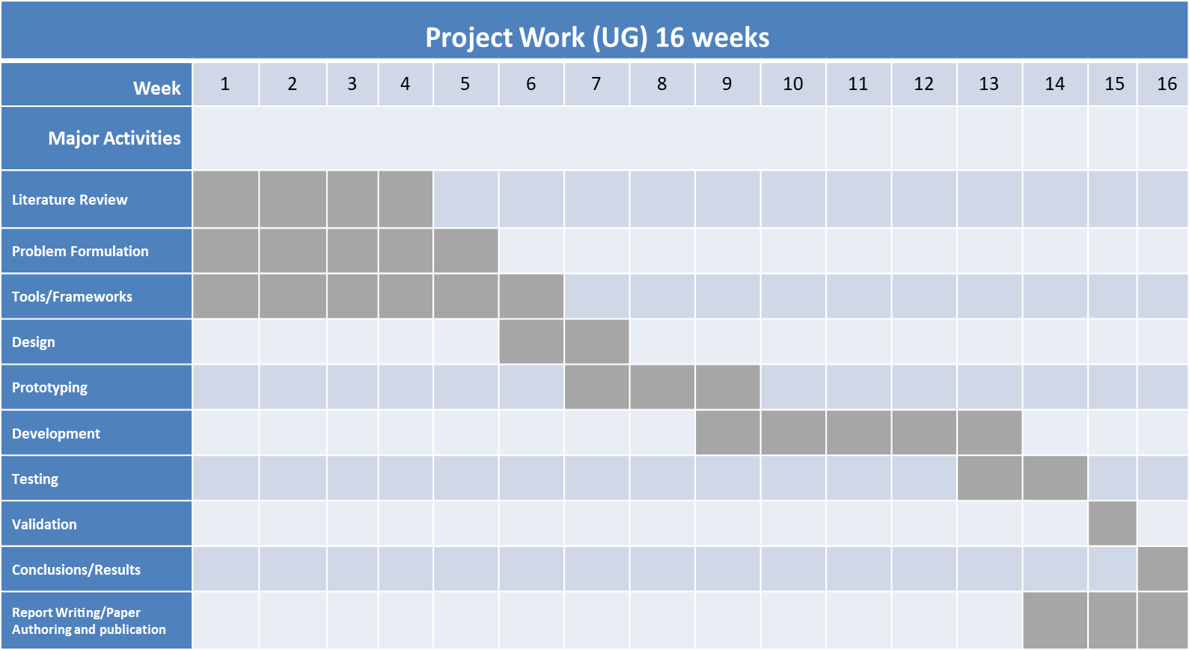 Project Work (UG) 16 weeks
Week 1 2 3 4 5 6 7 8 9 10 11 12 13 14 15 16
Major Activities
Literature Review
Problem Formulation
Tools/Frameworks
Design
Prototyping
Development
Testing
Validation
Conclusions/Results
Report Writing/Paper
Authoring and publication